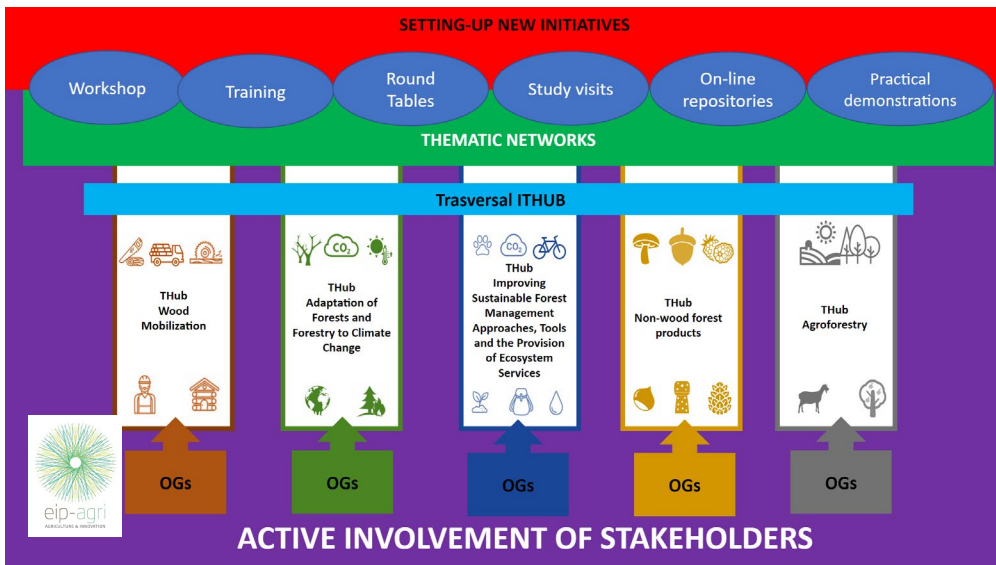 SETTING-UP NEW INITIATIVES
Workshop
Training
Round
Tables
Study visits
On-line
repositories
Practical
demonstrations
THEMATIC NETWORKS
Trasversal ITHUB
THub
Wood
Mobilization
CO2
THub
Adaptation of
Forests and
Forestry to Climate
Change
CO2
THub
Improving
Sustainable Forest
Management
Approaches, Tools
and the Provision
of Ecosystem
Services
THub
Non-wood forest
products
THub
Agroforestry
OGs
OGs
OGs
OGs
OGs
eip-agri
AGRICULTURE & INNOVATION
ACTIVE INVOLVEMENT OF STAKEHOLDERS